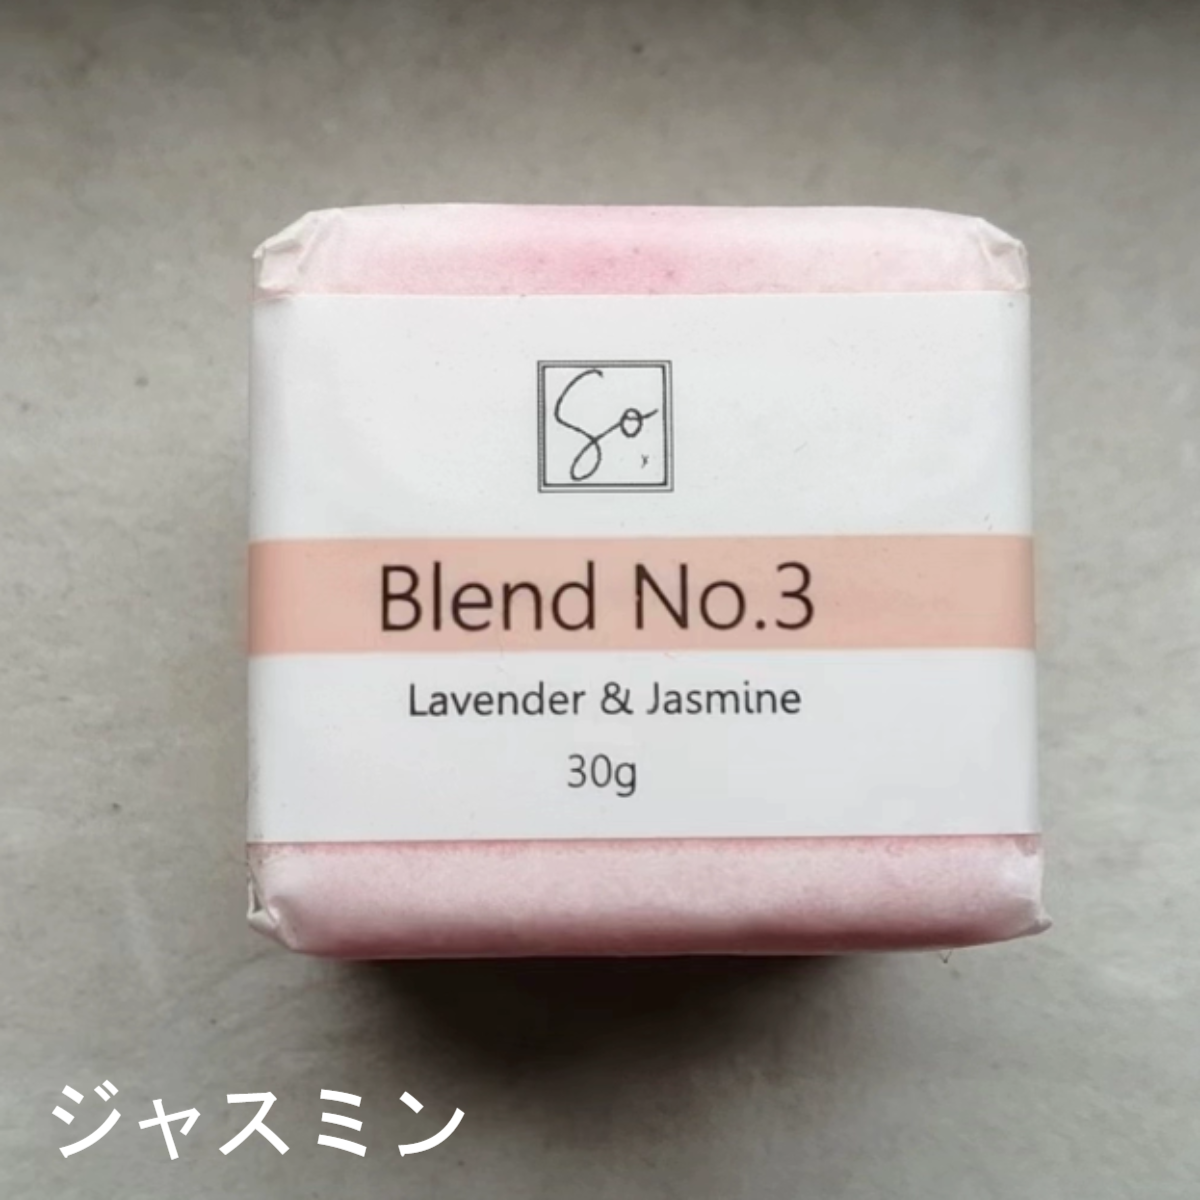 So
Blend No.3
Lavender & Jasmine
30g
ジャスミン